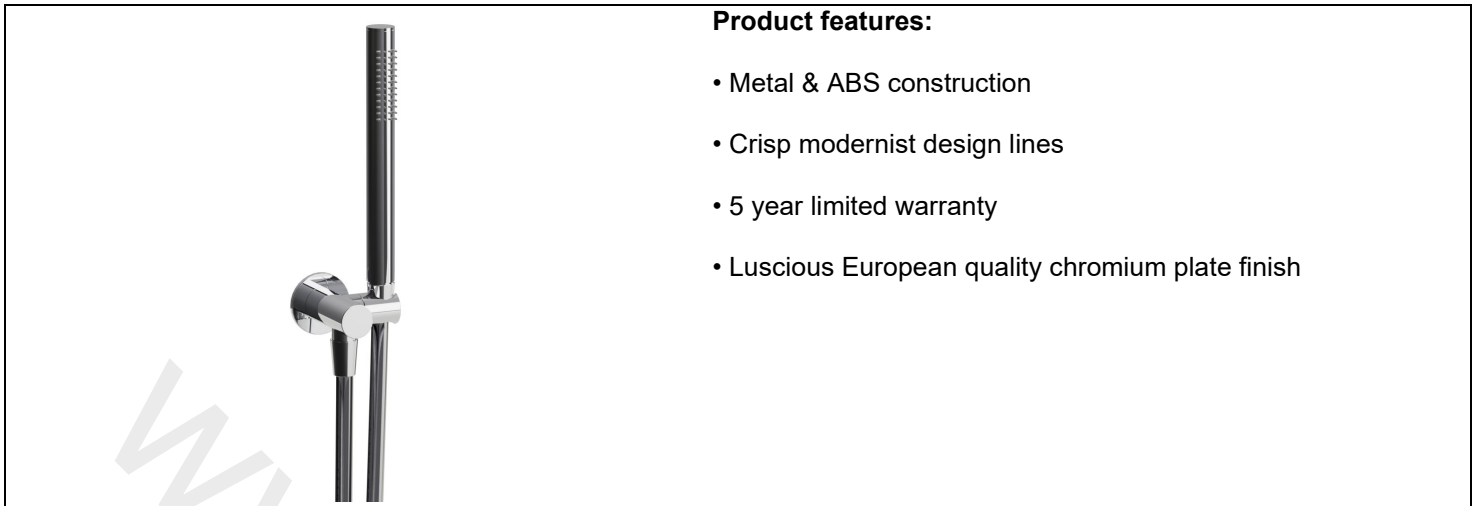 Product features:
• Metal & ABS construction
• Crisp modernist design lines
• 5 year limited warranty
• Luscious European quality chromium plate finish